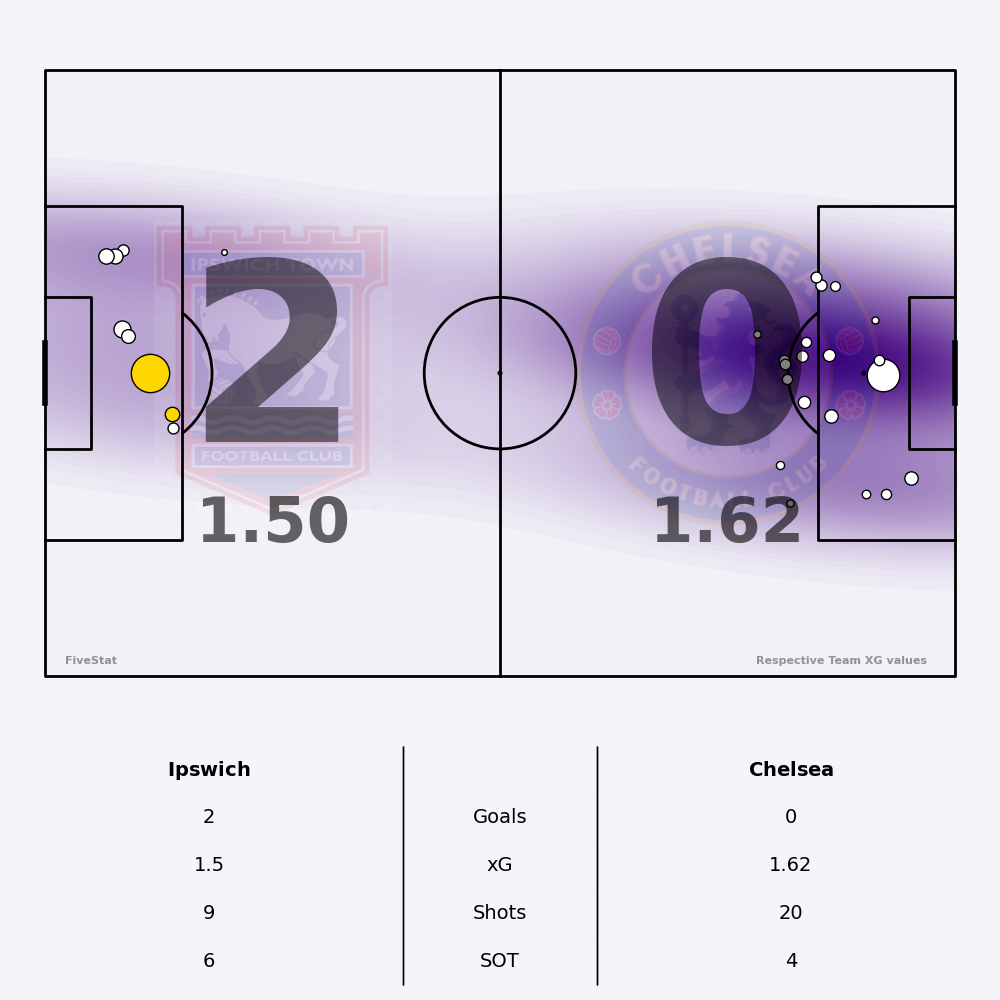 IPSWICH TOWN
FOOTBALL CLUB
CHELSEA
FOOTBALL CLUB
2
0
1.50
1.62
FiveStat
Respective Team XG values
Ipswich
Chelsea
2
Goals
0
1.5
xG
1.62
9
Shots
20
6
SOT
4